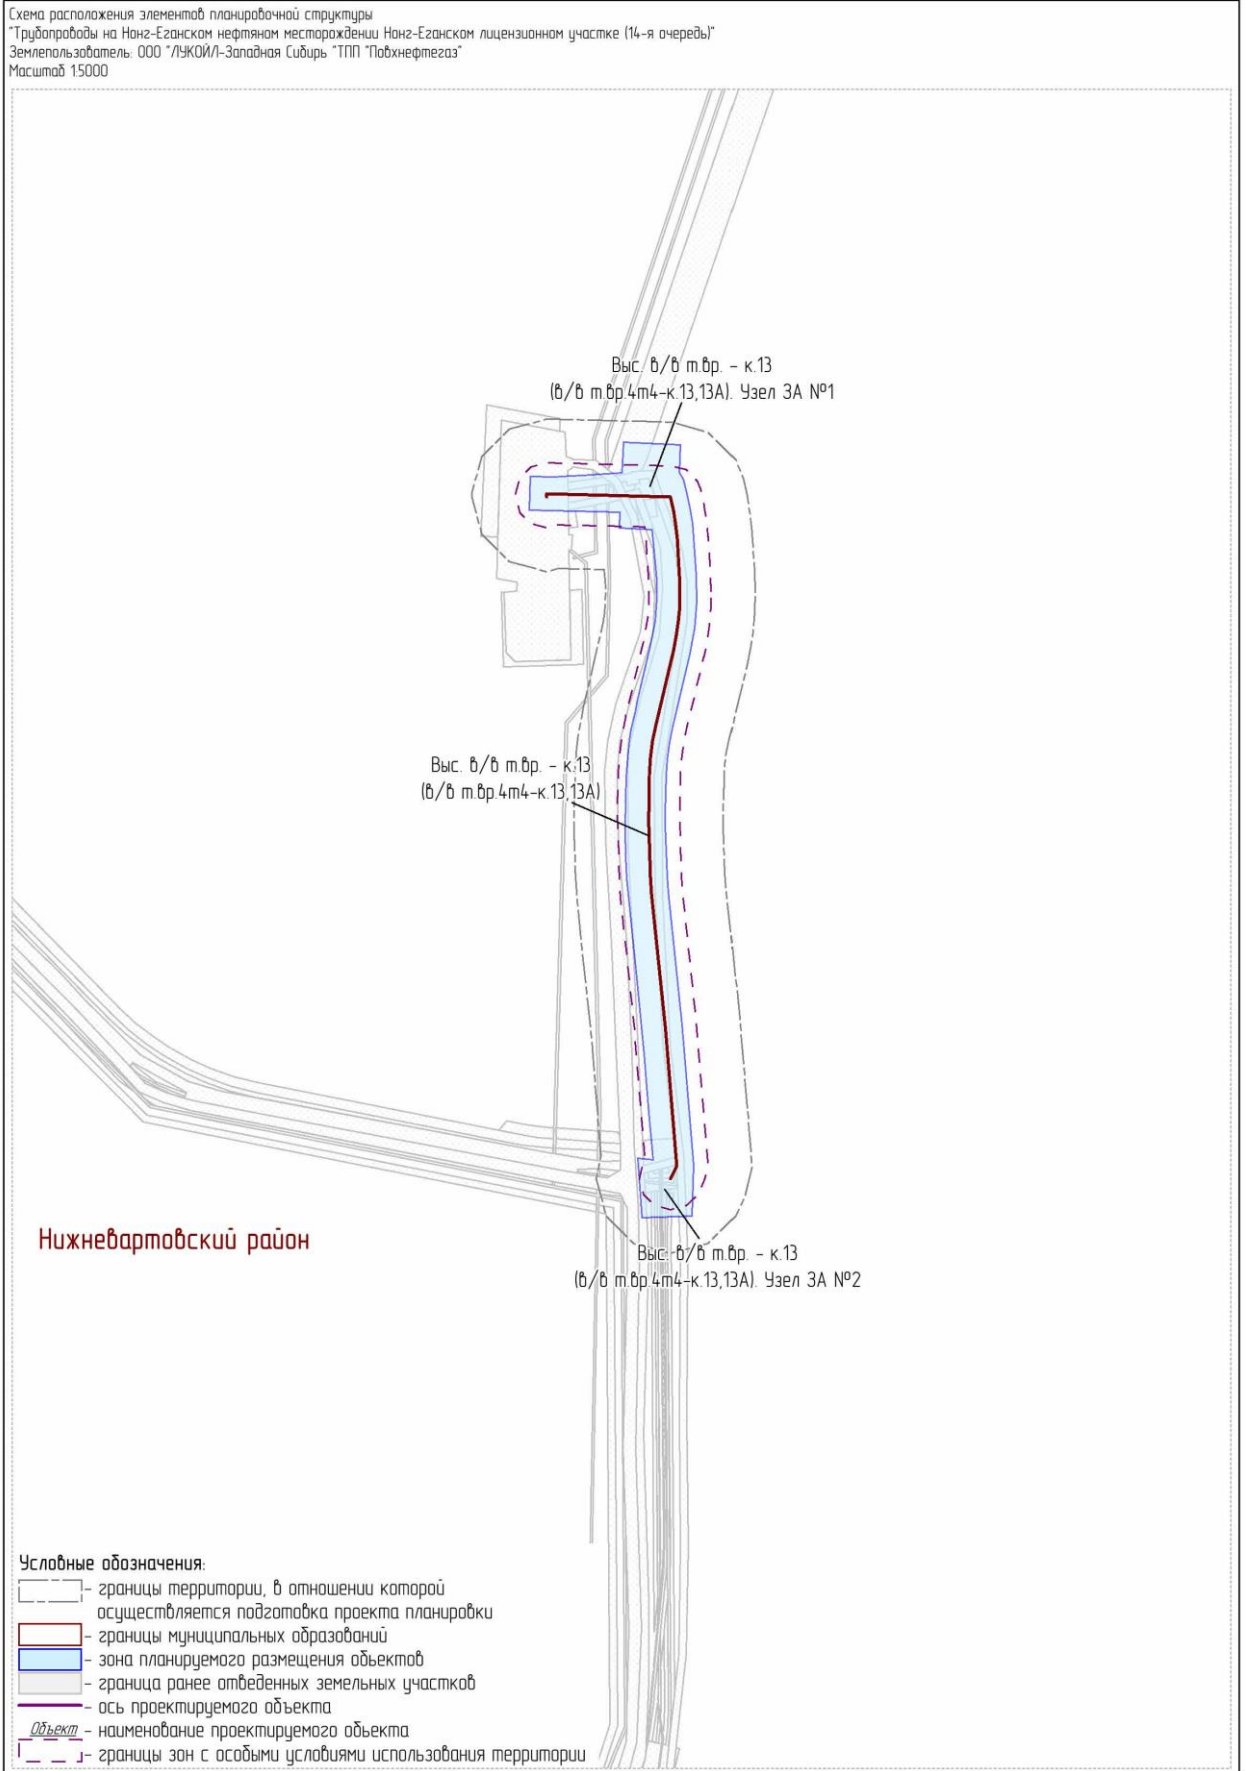 Схема расположения элементов планировочной структуры
"Трубопроводы на Нонг-Еганском нефтяном месторождении Нонг-Еганском лицензионном участке (14-я очередь)"
Землепользователь: ООО "ЛУКОЙЛ-Западная Сибирь "ТПП "Повхнефтегаз"
Масштаб 1:5000
Выс. в/в т.вр. - к.13
(в/в т.вр.4т4-к.13,13А). Узел ЗА №1
Выс. в/в т.вр. - к.13
(в/в т.вр.4т4-к.13,13А)
Нижневартовский район
Выс. в/в т.вр. - к.13
(в/в т.вр.4т4-к.13,13А). Узел ЗА №2
Условные обозначения:
- границы территории, в отношении которой
осуществляется подготовка проекта планировки
- границы муниципальных образований
- зона планируемого размещения объектов
- граница ранее отведенных земельных участков
- ось проектируемого объекта
Объект - наименование проектируемого объекта
- границы зон с особыми условиями использования территории